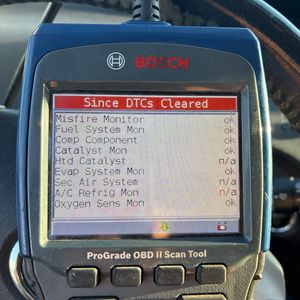 BOSCH
Since DTCs Cleared
Misfire Monitor ok
Fuel System Mon ok
Comp Component ok
Catalyst Mon ok
Htd Catalyst n/a
Evap System Mon ok
Sec Air System n/a
A/C Refrig Mon n/a
Oxygen Sens Mon ok
ProGrade OBD II Scan Tool